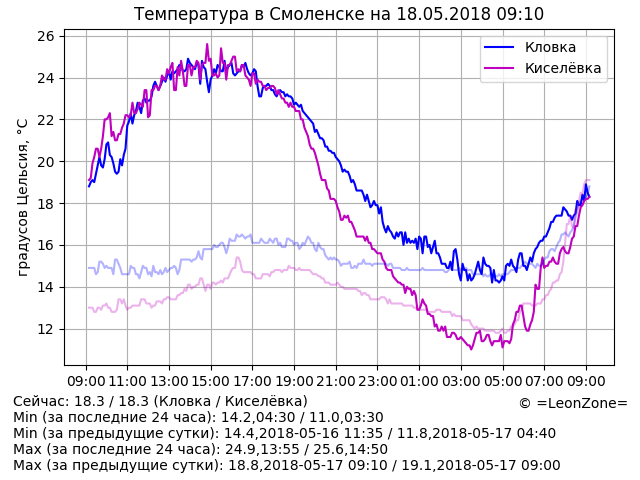 Температура в Смоленске на 18.05.2018 09:10
градусов Цельсия, °C
26
24
22
20
18
16
14
12
Кловка
Киселёвка
09:00 11:00 13:00 15:00 17:00 19:00 21:00 23:00 01:00 03:00 05:00 07:00 09:00
Сейчас: 18.3 / 18.3 (Кловка / Киселёвка)
© =LeonZone=
Min (за последние 24 часа): 14.2,04:30 / 11.0,03:30
Min (за предыдущие сутки): 14.4,2018-05-16 11:35 / 11.8,2018-05-17 04:40
Max (за последние 24 часа): 24.9,13:55 / 25.6,14:50
Max (за предыдущие сутки): 18.8,2018-05-17 09:10 / 19.1,2018-05-17 09:00